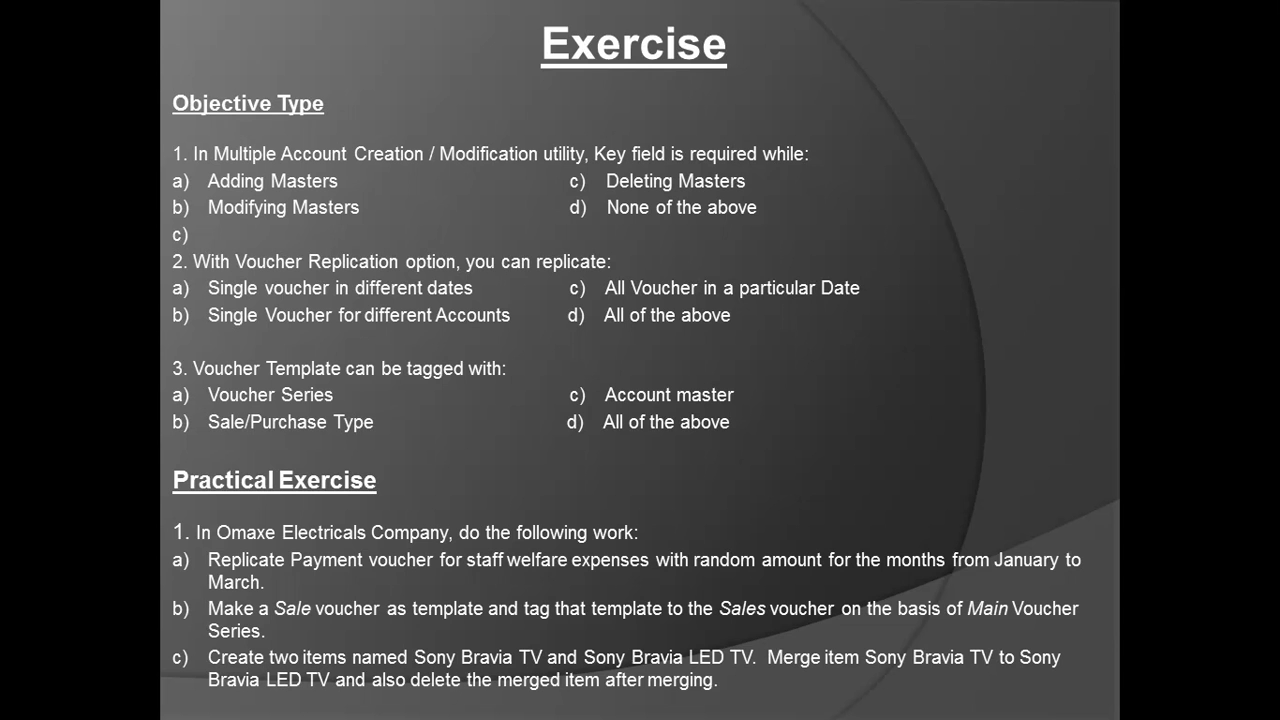 Exercise
Objective Type
1. In Multiple Account Creation / Modification utility, Key field is required while:
a) Adding Masters c) Deleting Masters
b) Modifying Masters d) None of the above
c)
2. With Voucher Replication option, you can replicate:
a) Single voucher in different dates c) All Voucher in a particular Date
b) Single Voucher for different Accounts d) All of the above
3. Voucher Template can be tagged with:
a) Voucher Series c) Account master
b) Sale/Purchase Type d) All of the above
Practical Exercise
1. In Omaxe Electricals Company, do the following work:
a) Replicate Payment voucher for staff welfare expenses with random amount for the months from January to
March.
b) Make a Sale voucher as template and tag that template to the Sales voucher on the basis of Main Voucher
Series.
c) Create two items named Sony Bravia TV and Sony Bravia LED TV. Merge item Sony Bravia TV to Sony
Bravia LED TV and also delete the merged item after merging.